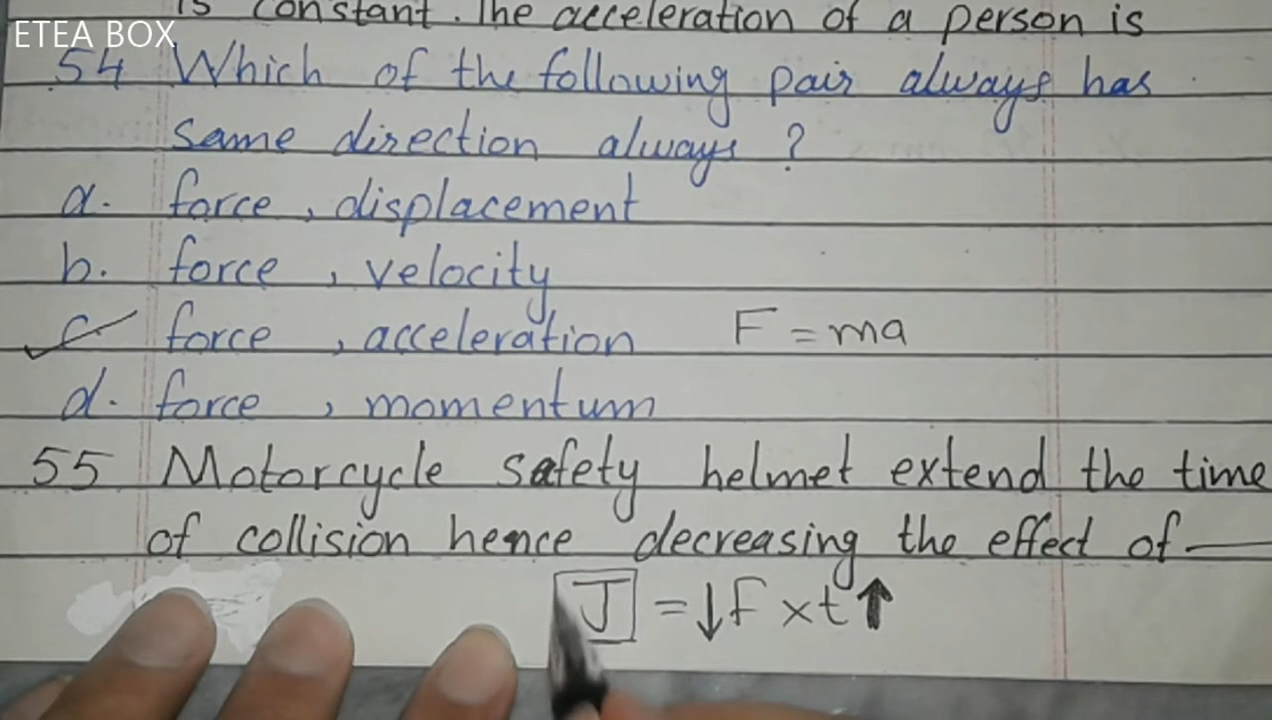 is constant. The acceleration of a person is
ETEA BOX
54 Which of the following pair always has
same direction always ?
a. force , displacement
b. force , velocity
c. force , acceleration F = ma
d. force , momentum
55 Motorcycle safety helmet extend the time
of collision hence decreasing the effect of —
J = ↓F × t↑